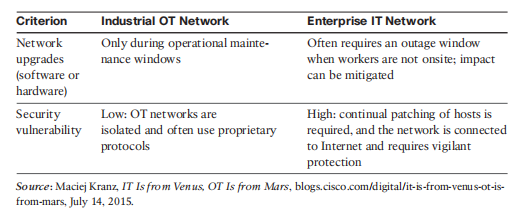 Criterion Industrial OT Network Enterprise IT Network
Network Only during operational mainte- Often requires an outage window
upgrades nance windows when workers are not onsite; impact
(software or can be mitigated
hardware)
Security Low: OT networks are High: continual patching of hosts is
vulnerability isolated and often use proprietary required, and the network is connected
protocols to Internet and requires vigilant
protection
Source: Maciej Kranz, IT Is from Venus, OT Is from Mars, blogs.cisco.com/digital/it-is-from-venus-ot-is-
from-mars, July 14, 2015.